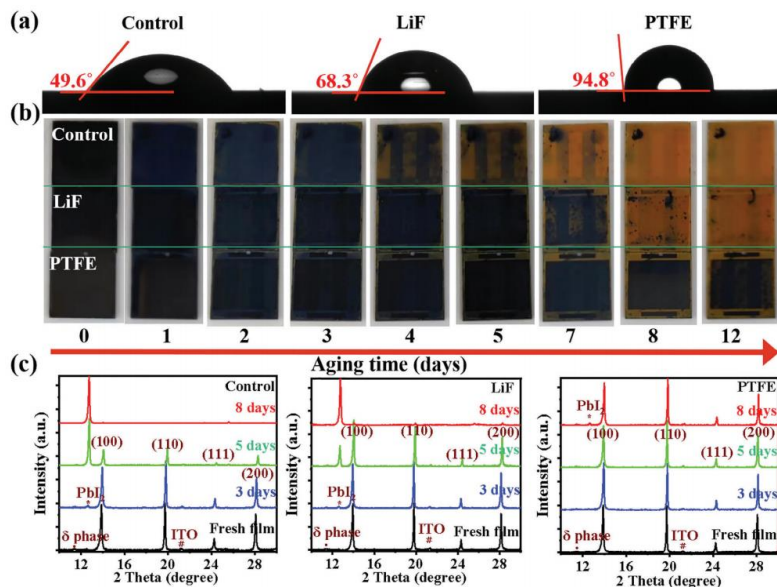 (a) Control LiF PTFE
49.6° 68.3° 94.8°
(b)
Control
LiF
PTFE
0 1 2 3 4 5 7 8 12
Aging time (days)
(c)
Control
8 days
5 days
(100) (110) (111) (200)
PbI₂
*
3 days
δ phase
*
ITO
#
Fresh film
Intensity (a.u.)
12 16 20 24 28
2 Theta (degree)
LiF
8 days
(100) (110) (111) (200)
5 days
PbI₂
*
3 days
δ phase
*
ITO
#
Fresh film
Intensity (a.u.)
12 16 20 24 28
2 Theta (degree)
PTFE
PbI₂
*
8 days
(100) (110) (111) (200)
5 days
3 days
δ phase
*
ITO
#
Fresh film
Intensity (a.u.)
12 16 20 24 28
2 Theta (degree)